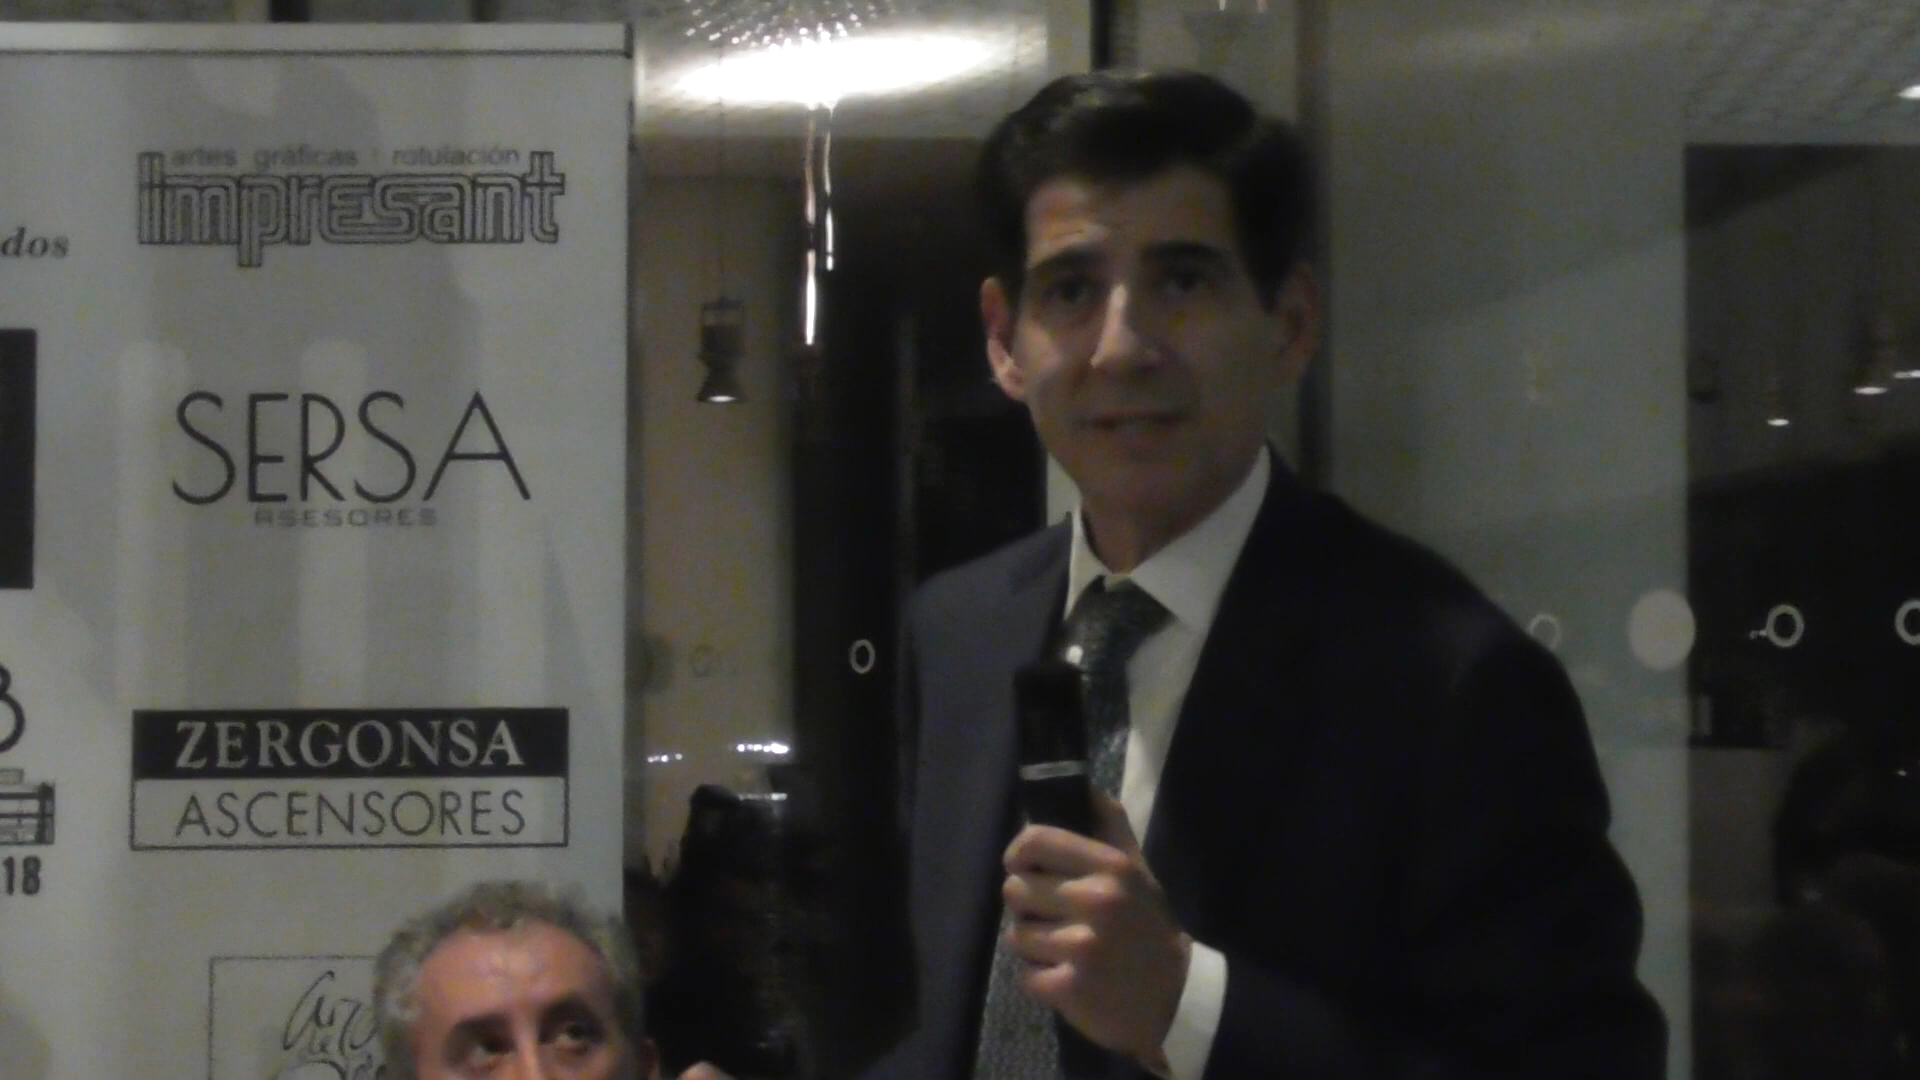 artes gráficas y rotulación
Impresant
dos
SERSA
ASESORES
ZERGONSA
ASCENSORES
18